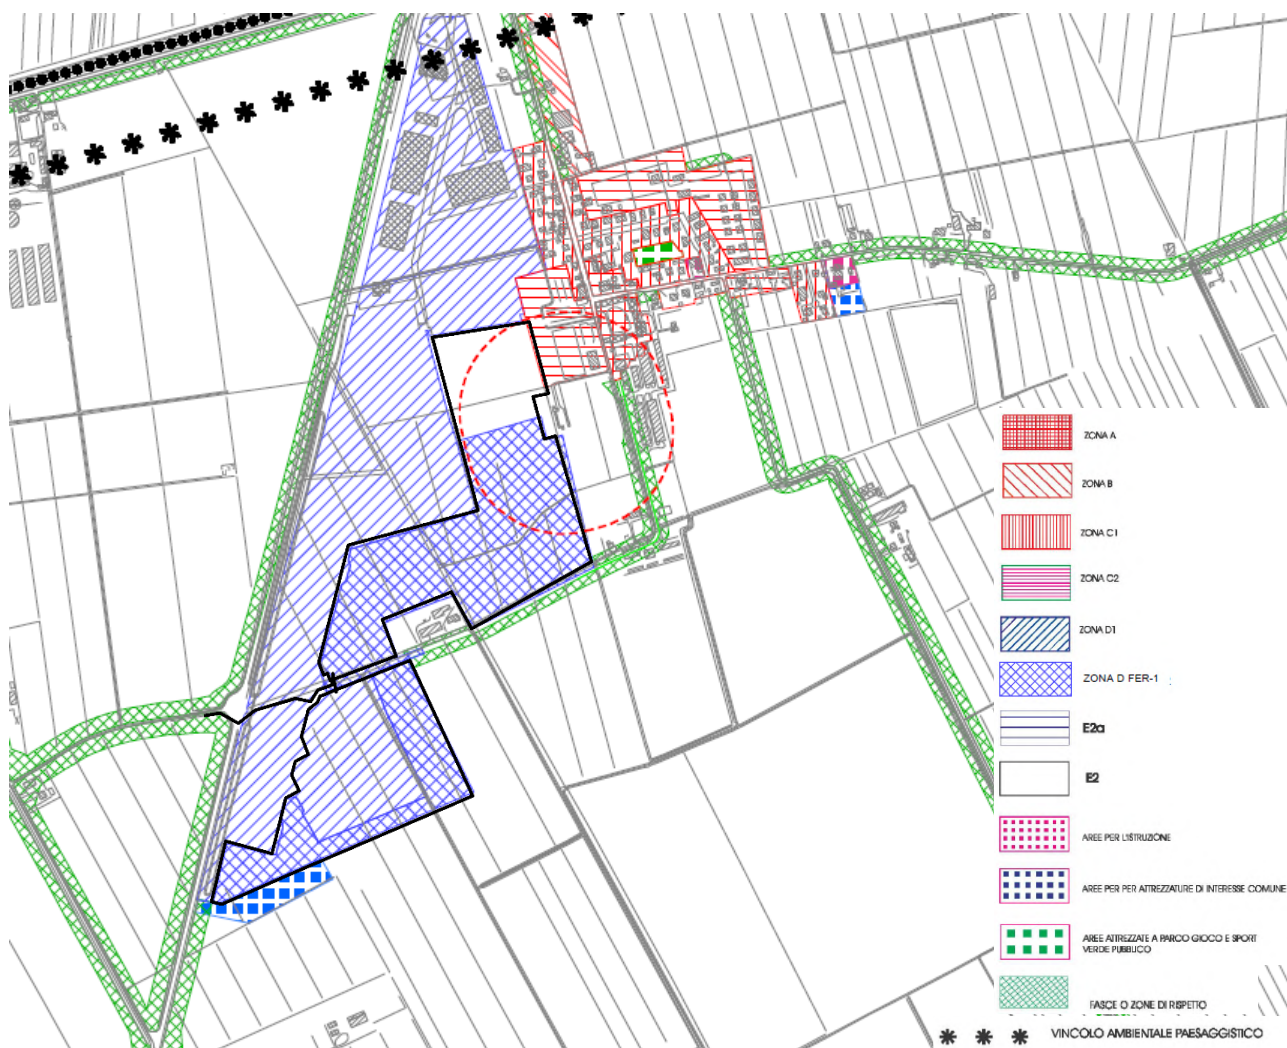 ZONA A
ZONA B
ZONA C1
ZONA C2
ZONA D1
ZONA D FER-1
E2a
E2
AREE PER L'ISTRUZIONE
AREE PER PER ATTREZZATURE DI INTERESSE COMUNE
AREE ATTREZZATE A PARCO GIOCO E SPORT
VERDE PUBBLICO
FASCE O ZONE DI RISPETTO
VINCOLO AMBIENTALE PAESAGGISTICO